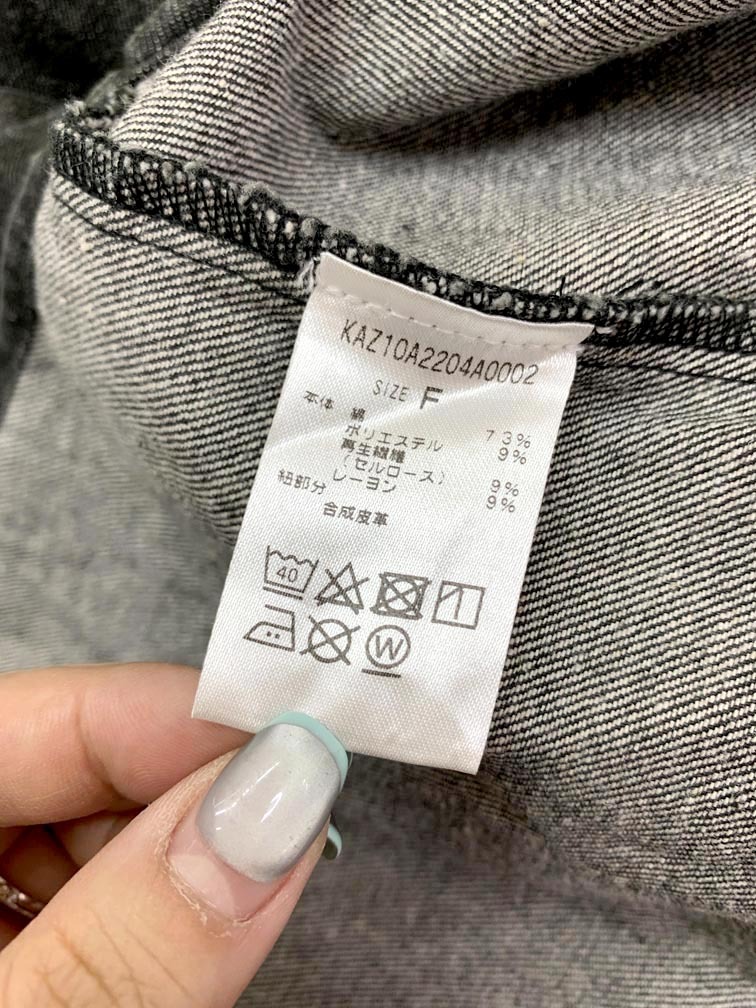 KAZ10A2204A0002
SIZE F
本体 綿 73%
ポリエステル 9%
再生繊維
(セルロース) 9%
レーヨン 9%
紐部分
合成皮革
40
W